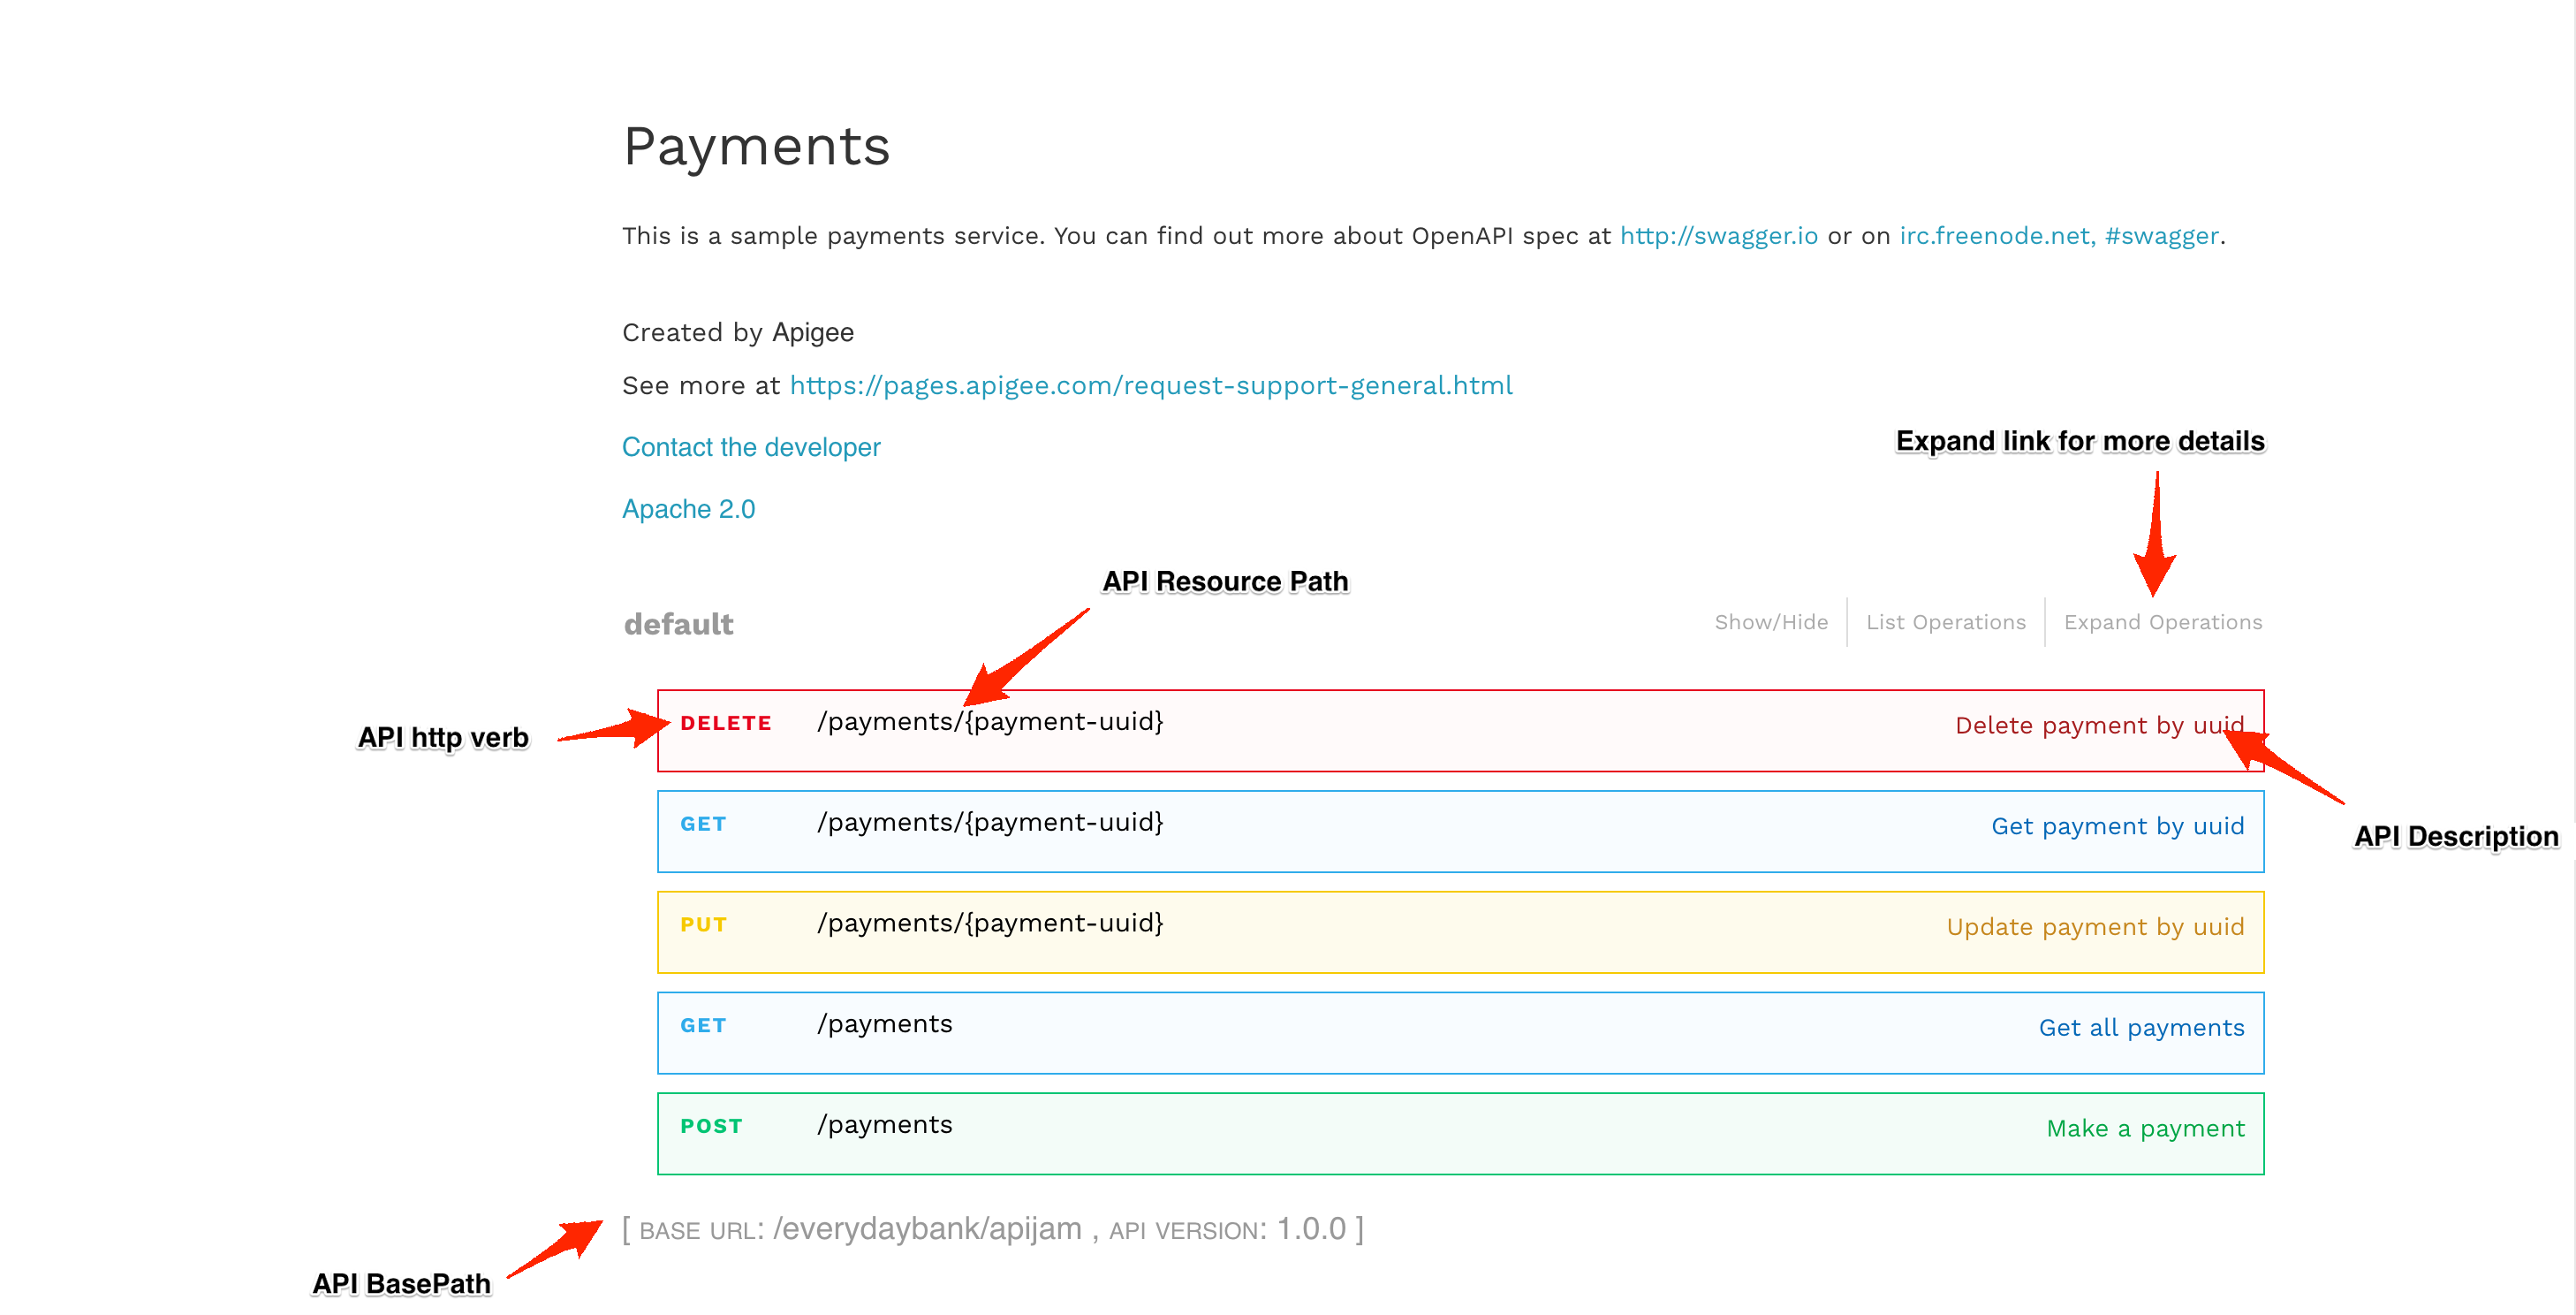 Payments
This is a sample payments service. You can find out more about OpenAPI spec at http://swagger.io or on irc.freenode.net, #swagger.
Created by Apigee
See more at https://pages.apigee.com/request-support-general.html
Contact the developer
Expand link for more details
Apache 2.0
API Resource Path
default
Show/Hide
List Operations
Expand Operations
API http verb
DELETE /payments/{payment-uuid} Delete payment by uuid
GET /payments/{payment-uuid} Get payment by uuid
API Description
PUT /payments/{payment-uuid} Update payment by uuid
GET /payments Get all payments
POST /payments Make a payment
[ BASE URL: /everydaybank/apijam , API VERSION: 1.0.0 ]
API BasePath